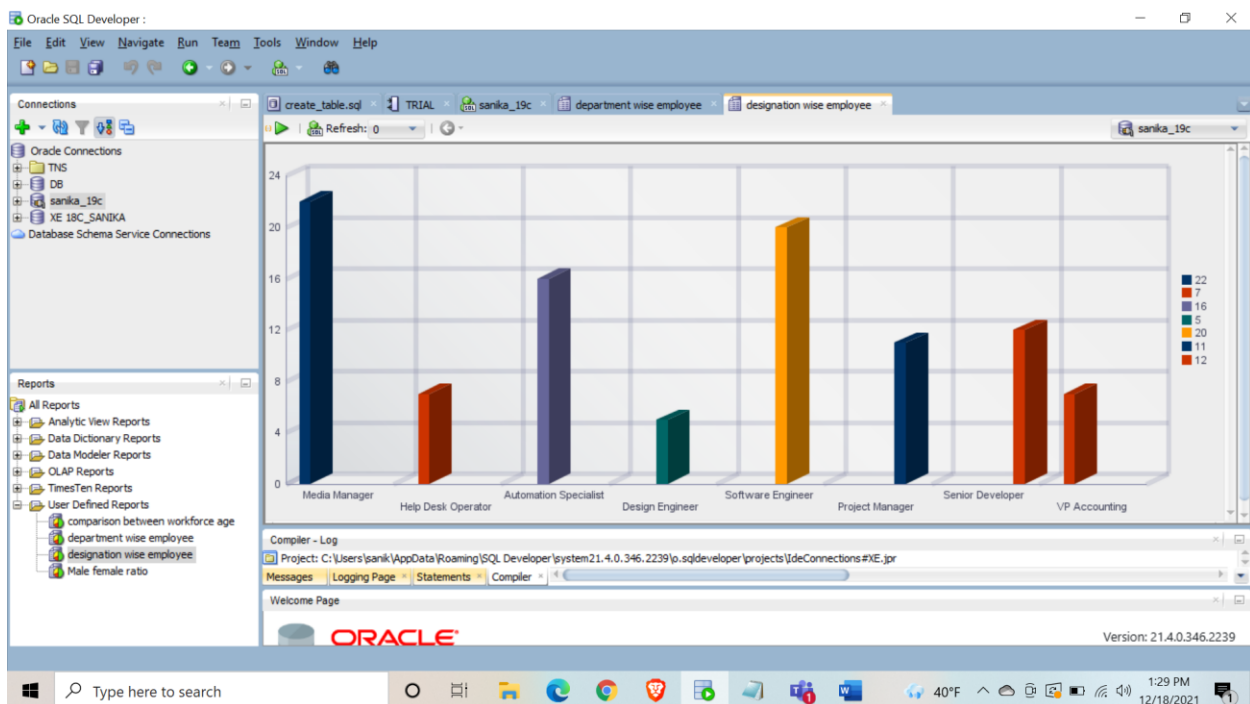 Oracle SQL Developer :
File Edit View Navigate Run Team Tools Window Help
Connections
Oracle Connections
TNS
DB
sanika_19c
XE 18C_SANIKA
Database Schema Service Connections
Reports
All Reports
Analytic View Reports
Data Dictionary Reports
Data Modeler Reports
OLAP Reports
TimesTen Reports
User Defined Reports
comparison between workforce age
department wise employee
designation wise employee
Male female ratio
create_table.sql TRIAL sanika_19c department wise employee designation wise employee
Refresh: 0 sanika_19c
24
20
16
12
8
4
0
Media Manager
Help Desk Operator
Automation Specialist
Design Engineer
Software Engineer
Project Manager
Senior Developer
VP Accounting
22
7
16
5
20
11
12
Compiler - Log
Project: C:\Users\sanik\AppData\Roaming\SQL Developer\system21.4.0.346.2239\o.sqldeveloper\projects\IdeConnections#XE.jpr
Messages Logging Page Statements Compiler
Welcome Page
ORACLE
Version: 21.4.0.346.2239
Type here to search
40°F
1:29 PM
12/18/2021
1